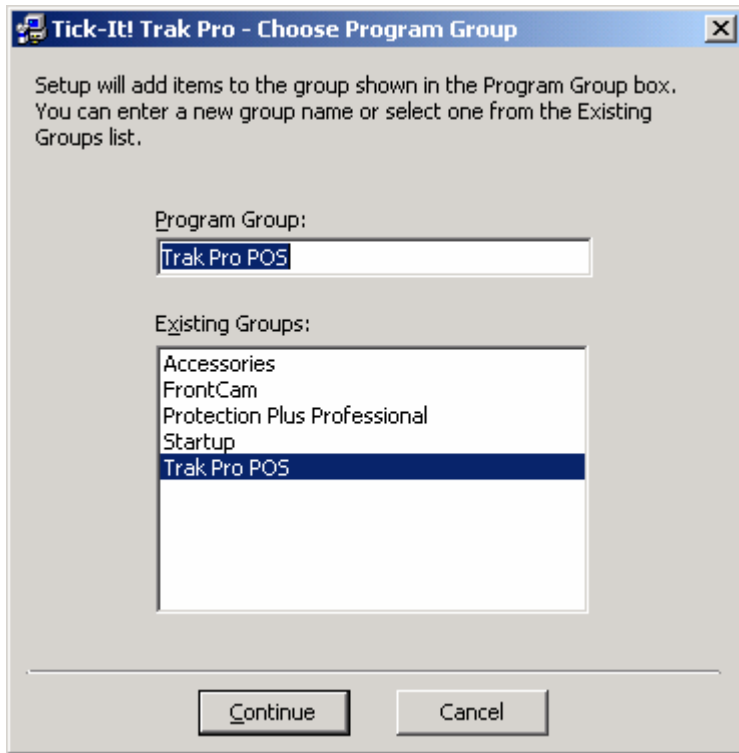 Tick-It! Trak Pro - Choose Program Group
Setup will add items to the group shown in the Program Group box.
You can enter a new group name or select one from the Existing
Groups list.
Program Group:
Trak Pro POS
Existing Groups:
Accessories
FrontCam
Protection Plus Professional
Startup
Trak Pro POS
Continue
Cancel